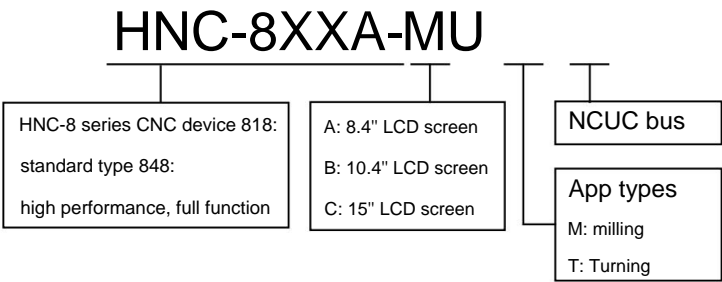 HNC-8XXA-MU
HNC-8 series CNC device 818:
standard type 848:
high performance, full function
A: 8.4" LCD screen
B: 10.4" LCD screen
C: 15" LCD screen
NCUC bus
App types
M: milling
T: Turning